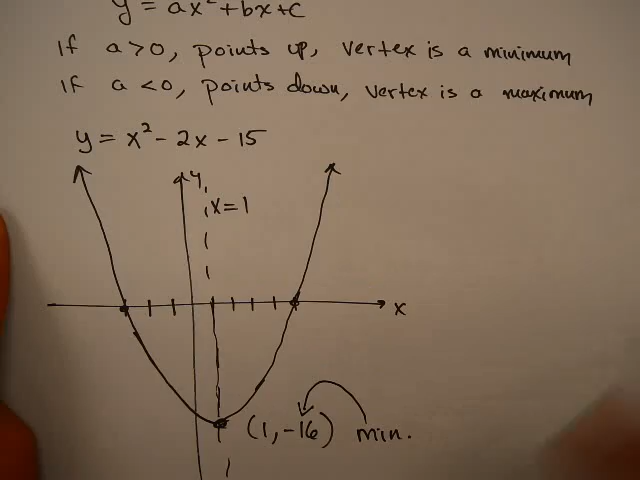 y = ax² + bx + c
If a > 0, points up, vertex is a minimum
If a < 0, points down, vertex is a maximum
y = x² - 2x - 15
y
x = 1
x
(1, -16) min.